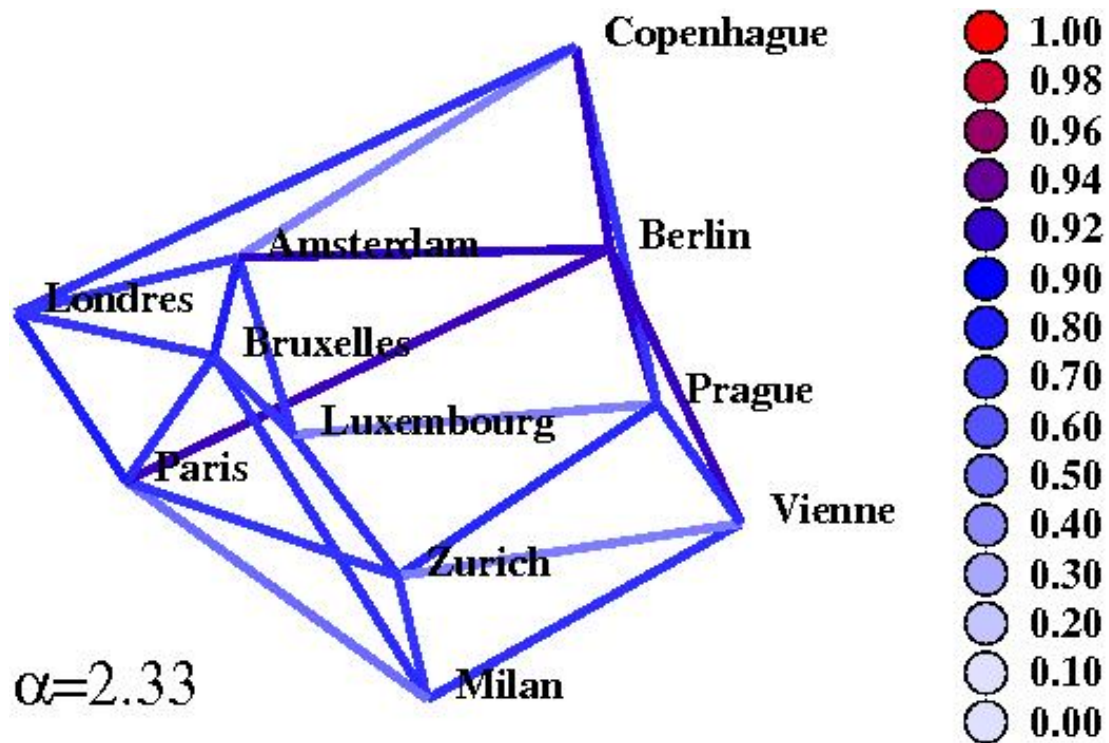 Copenhague
Amsterdam
Berlin
Londres
Bruxelles
Prague
Luxembourg
Paris
Vienne
Zurich
Milan
α=2.33
1.00
0.98
0.96
0.94
0.92
0.90
0.80
0.70
0.60
0.50
0.40
0.30
0.20
0.10
0.00